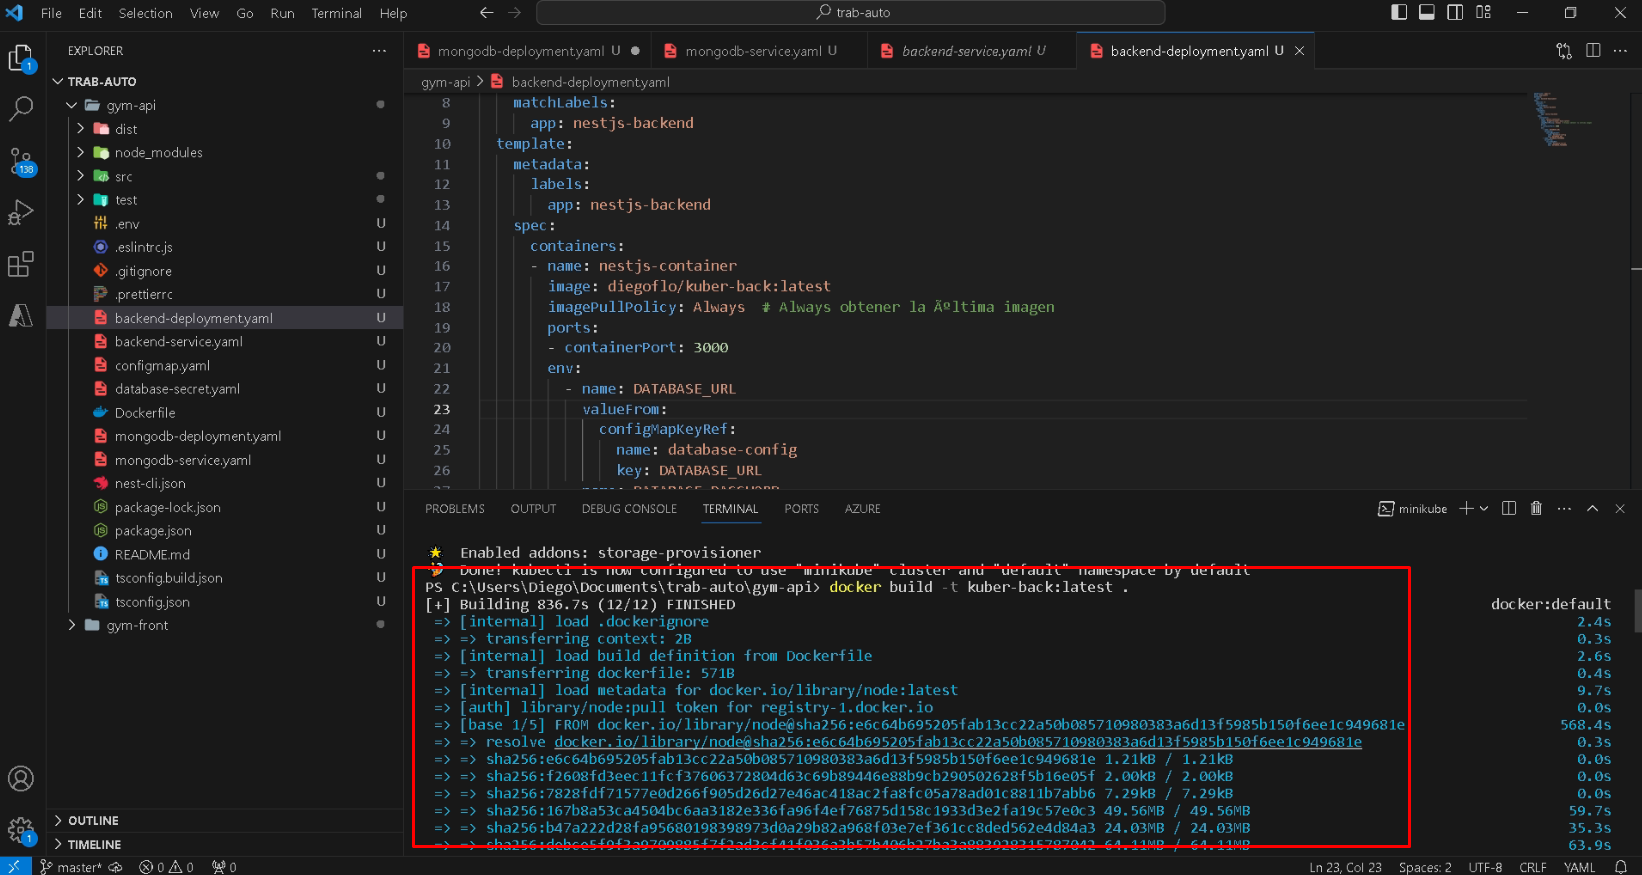 File Edit Selection View Go Run Terminal Help
trab-auto
EXPLORER
TRAB-AUTO
gym-api
dist
node_modules
src
test
.env U
.eslintrc.js U
.gitignore U
.prettierrc U
backend-deployment.yaml U
backend-service.yaml U
configmap.yaml U
database-secret.yaml U
Dockerfile U
mongodb-deployment.yaml U
mongodb-service.yaml U
nest-cli.json U
package-lock.json U
package.json U
README.md U
tsconfig.build.json U
tsconfig.json U
gym-front
OUTLINE
TIMELINE
1
138
1
mongodb-deployment.yaml U
mongodb-service.yaml U
backend-service.yaml U
backend-deployment.yaml U
gym-api > backend-deployment.yaml
8 matchLabels:
9 app: nestjs-backend
10 template:
11 metadata:
12 labels:
13 app: nestjs-backend
14 spec:
15 containers:
16 - name: nestjs-container
17 image: diegoflo/kuber-back:latest
18 imagePullPolicy: Always # Always obtener la Ãºltima imagen
19 ports:
20 - containerPort: 3000
21 env:
22 - name: DATABASE_URL
23 valueFrom:
24 configMapKeyRef:
25 name: database-config
26 key: DATABASE_URL
PROBLEMS OUTPUT DEBUG CONSOLE TERMINAL PORTS AZURE
minikube
Enabled addons: storage-provisioner
Done! kubectl is now configured to use "minikube" cluster and "default" namespace by default
PS C:\Users\Diego\Documents\trab-auto\gym-api> docker build -t kuber-back:latest .
[+] Building 836.7s (12/12) FINISHED docker:default
=> [internal] load .dockerignore 2.4s
=> => transferring context: 2B 0.3s
=> [internal] load build definition from Dockerfile 2.6s
=> => transferring dockerfile: 571B 0.4s
=> [internal] load metadata for docker.io/library/node:latest 9.7s
=> [auth] library/node:pull token for registry-1.docker.io 0.0s
=> [base 1/5] FROM docker.io/library/node@sha256:e6c64b695205fab13cc22a50b085710980383a6d13f5985b150f6ee1c949681e 568.4s
=> => resolve docker.io/library/node@sha256:e6c64b695205fab13cc22a50b085710980383a6d13f5985b150f6ee1c949681e 0.3s
=> => sha256:e6c64b695205fab13cc22a50b085710980383a6d13f5985b150f6ee1c949681e 1.21kB / 1.21kB 0.0s
=> => sha256:f2608fd3eec11fcf37606372804d63c69b89446e88b9cb290502628f5b16e05f 2.00kB / 2.00kB 0.0s
=> => sha256:7828fdf71577e0d266f905d26d27e46ac418ac2fa8fc05a78ad01c8811b7abb6 7.29kB / 7.29kB 0.0s
=> => sha256:167b8a53ca4504bc6aa3182e336fa96f4ef76875d158c1933d3e2fa19c57e0c3 49.56MB / 49.56MB 59.7s
=> => sha256:b47a222d28fa95680198398973d0a29b82a968f03e7ef361cc8ded562e4d84a3 24.03MB / 24.03MB 35.3s
64.11MB / 64.11MB 63.9s
master* 0 0 0
Ln 23, Col 23 Spaces: 2 UTF-8 CRLF YAML